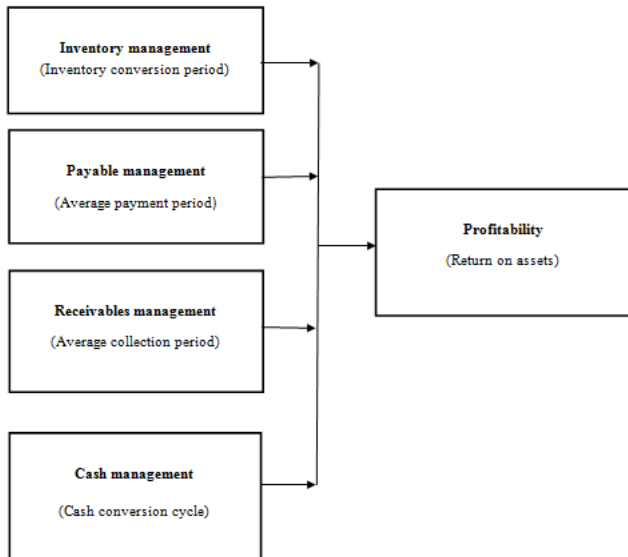 Inventory management
(Inventory conversion period)
Payable management
(Average payment period)
Receivables management
(Average collection period)
Cash management
(Cash conversion cycle)
Profitability
(Return on assets)